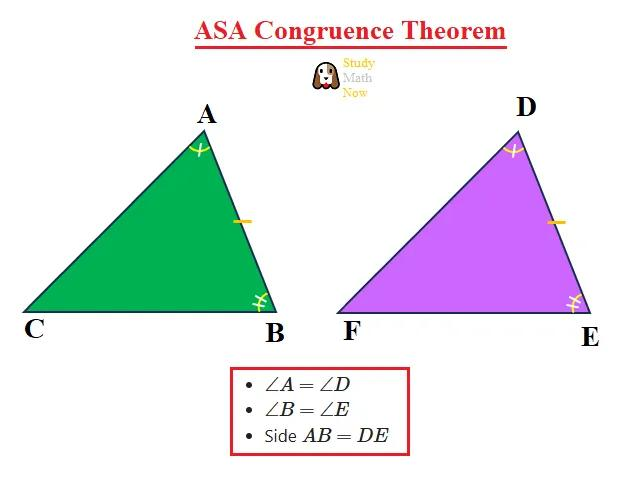 ASA Congruence Theorem
Study
Math
Now
A
D
C
B
F
E
∠A = ∠D
∠B = ∠E
Side AB = DE